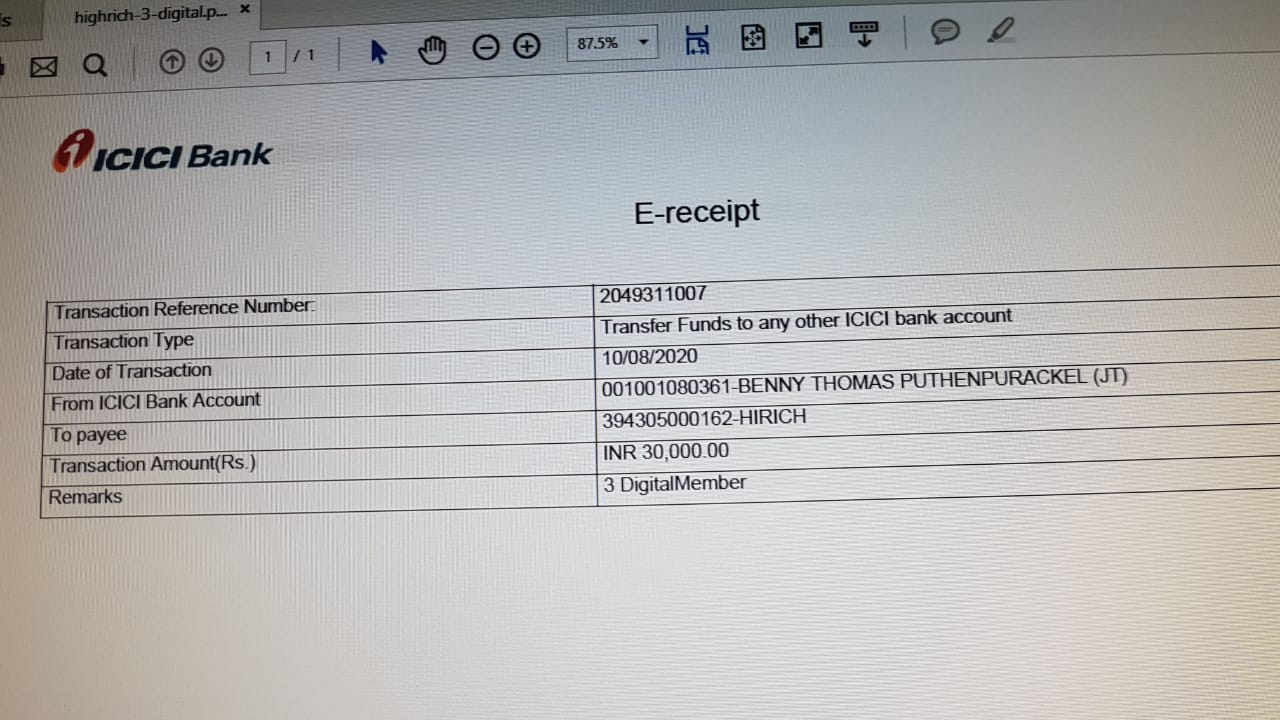 s
highrich-3-digital.p... ×
1 / 1
87.5%
ICICI Bank
E-receipt
Transaction Reference Number: 2049311007
Transaction Type Transfer Funds to any other ICICI bank account
Date of Transaction 10/08/2020
From ICICI Bank Account 001001080361-BENNY THOMAS PUTHENPURACKEL (JT)
To payee 394305000162-HIRICH
Transaction Amount(Rs.) INR 30,000.00
Remarks 3 DigitalMember